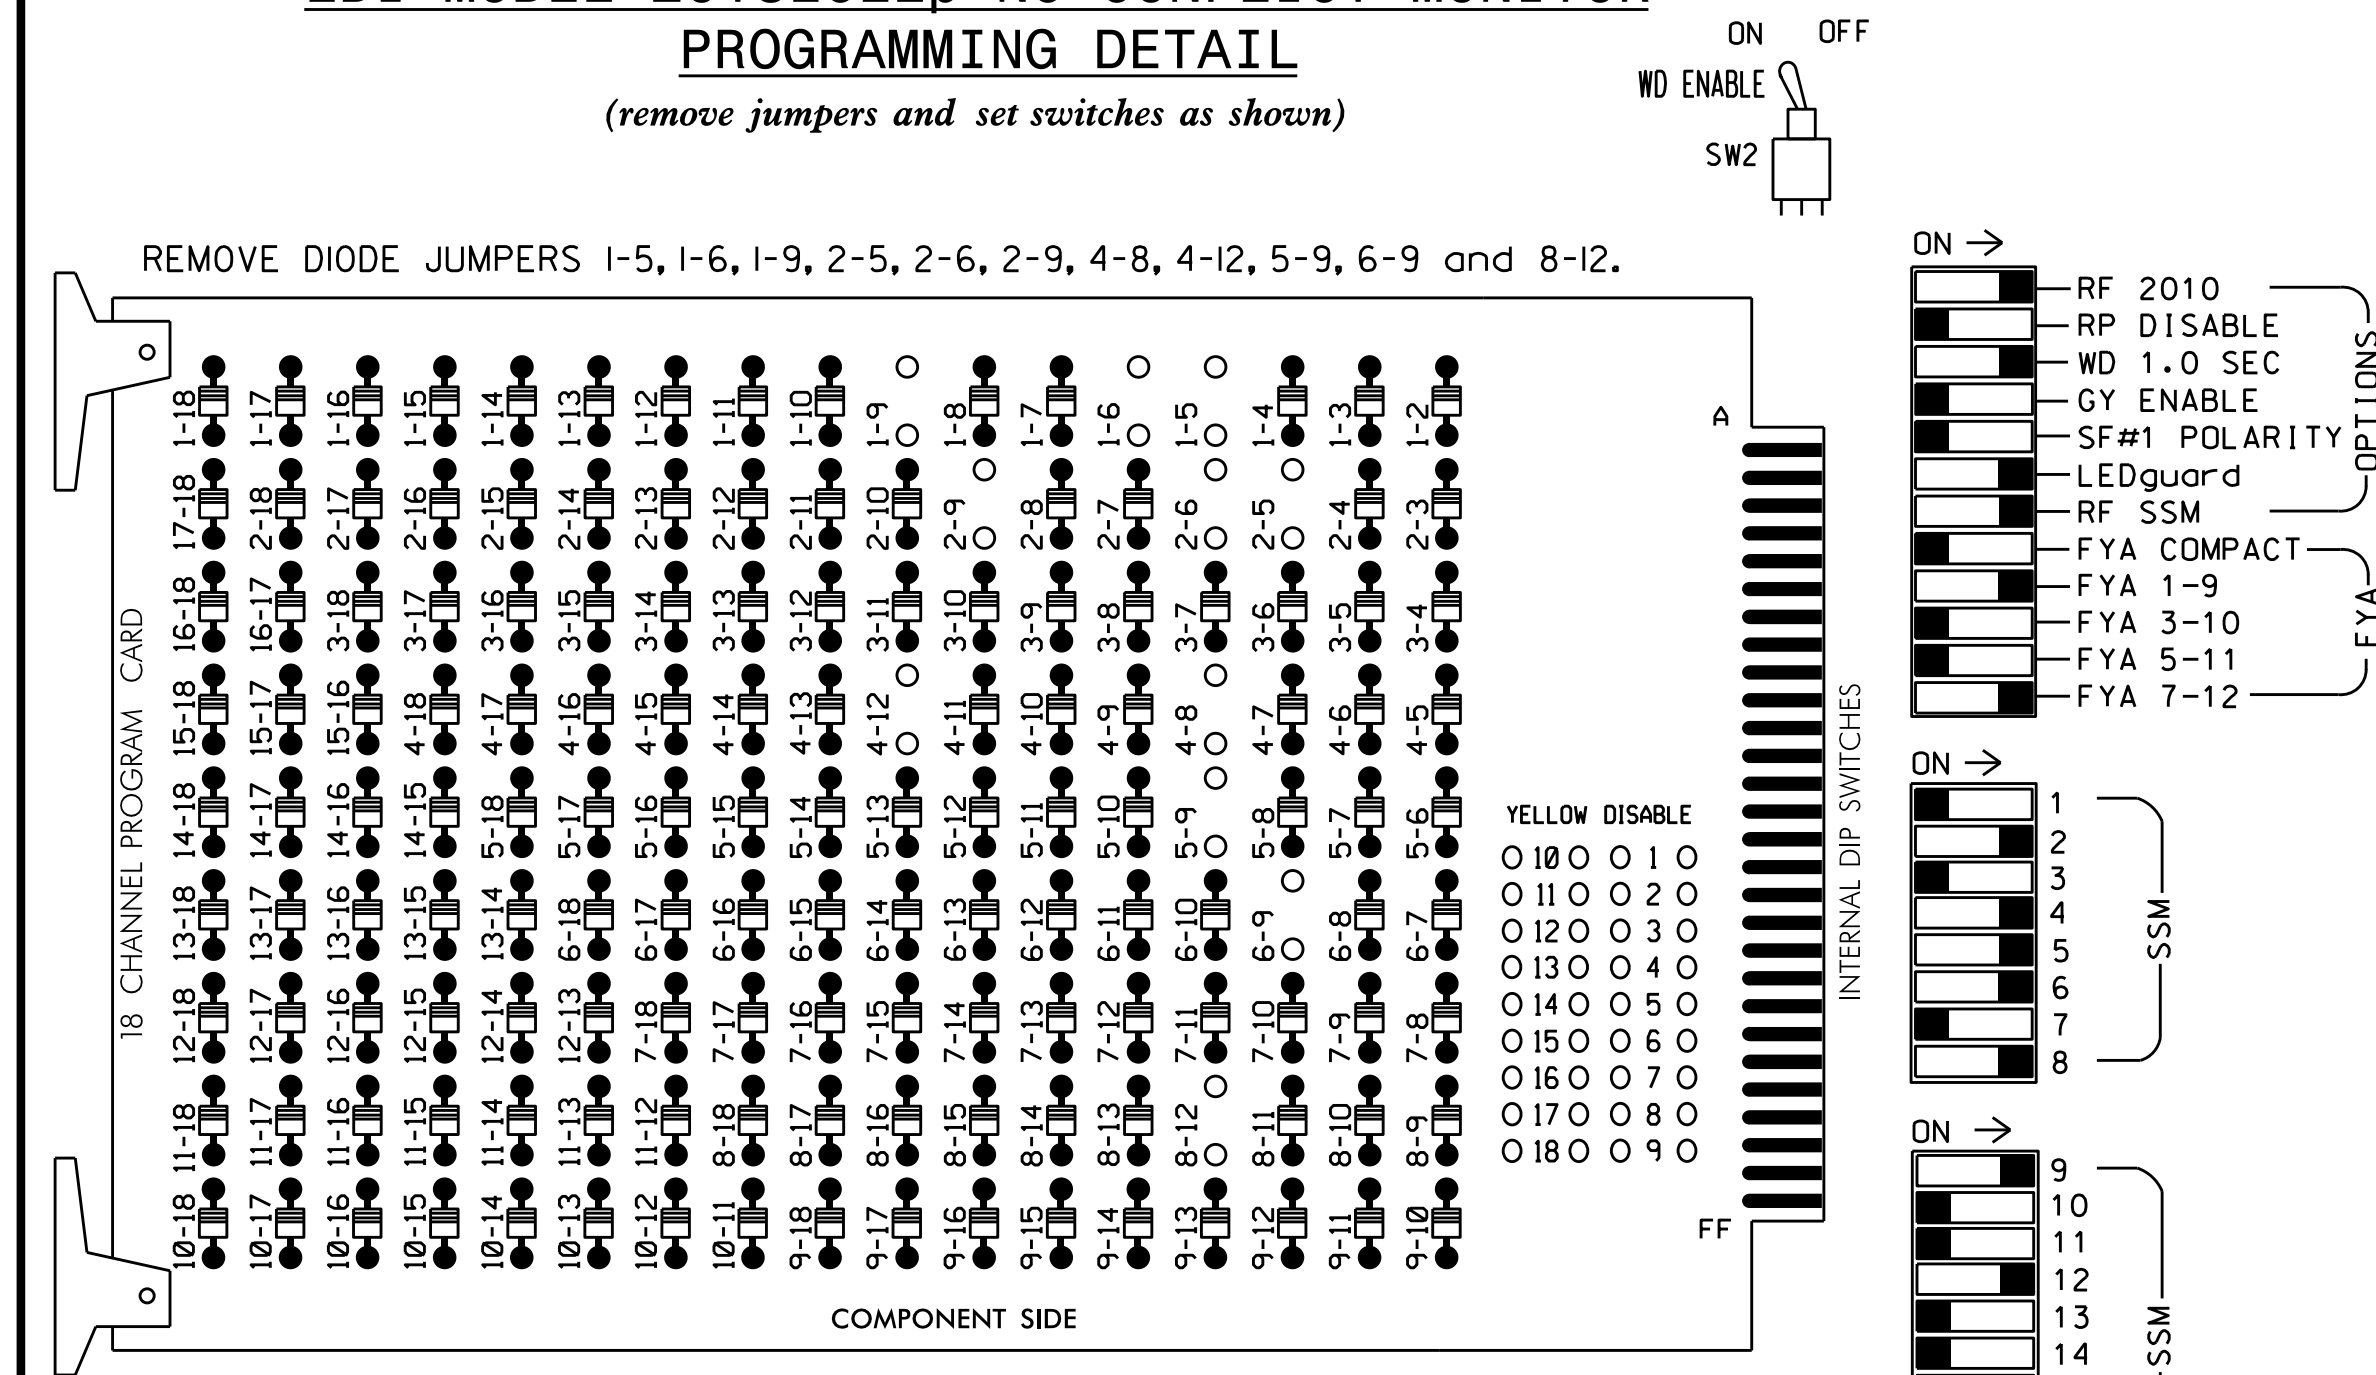 PROGRAMMING DETAIL
(remove jumpers and set switches as shown)
ON OFF
WD ENABLE
SW2
REMOVE DIODE JUMPERS 1-5, 1-6, 1-9, 2-5, 2-6, 2-9, 4-8, 4-12, 5-9, 6-9 and 8-12.
1-18 1-17 1-16 1-15 1-14 1-13 1-12 1-11 1-10 1-9 1-8 1-7 1-6 1-5 1-4 1-3 1-2
17-18 2-18 2-17 2-16 2-15 2-14 2-13 2-12 2-11 2-10 2-9 2-8 2-7 2-6 2-5 2-4 2-3
16-18 16-17 3-18 3-17 3-16 3-15 3-14 3-13 3-12 3-11 3-10 3-9 3-8 3-7 3-6 3-5 3-4
15-18 15-17 15-16 4-18 4-17 4-16 4-15 4-14 4-13 4-12 4-11 4-10 4-9 4-8 4-7 4-6 4-5
14-18 14-17 14-16 14-15 5-18 5-17 5-16 5-15 5-14 5-13 5-12 5-11 5-10 5-9 5-8 5-7 5-6
13-18 13-17 13-16 13-15 13-14 6-18 6-17 6-16 6-15 6-14 6-13 6-12 6-11 6-10 6-9 6-8 6-7
12-18 12-17 12-16 12-15 12-14 12-13 7-18 7-17 7-16 7-15 7-14 7-13 7-12 7-11 7-10 7-9 7-8
11-18 11-17 11-16 11-15 11-14 11-13 11-12 8-18 8-17 8-16 8-15 8-14 8-13 8-12 8-11 8-10 8-9
10-18 10-17 10-16 10-15 10-14 10-13 10-12 10-11 9-18 9-17 9-16 9-15 9-14 9-13 9-12 9-11 9-10
18 CHANNEL PROGRAM CARD
COMPONENT SIDE
A
FF
YELLOW DISABLE
10 1
11 2
12 3
13 4
14 5
15 6
16 7
17 8
18 9
INTERNAL DIP SWITCHES
ON
RF 2010
RP DISABLE
WD 1.0 SEC
GY ENABLE
SF#1 POLARITY
LEDguard
RF SSM
OPTIONS
FYA COMPACT
FYA 1-9
FYA 3-10
FYA 5-11
FYA 7-12
FYA
ON
1
2
3
4
5
6
7
8
SSM
ON
9
10
11
12
13
14
SSM